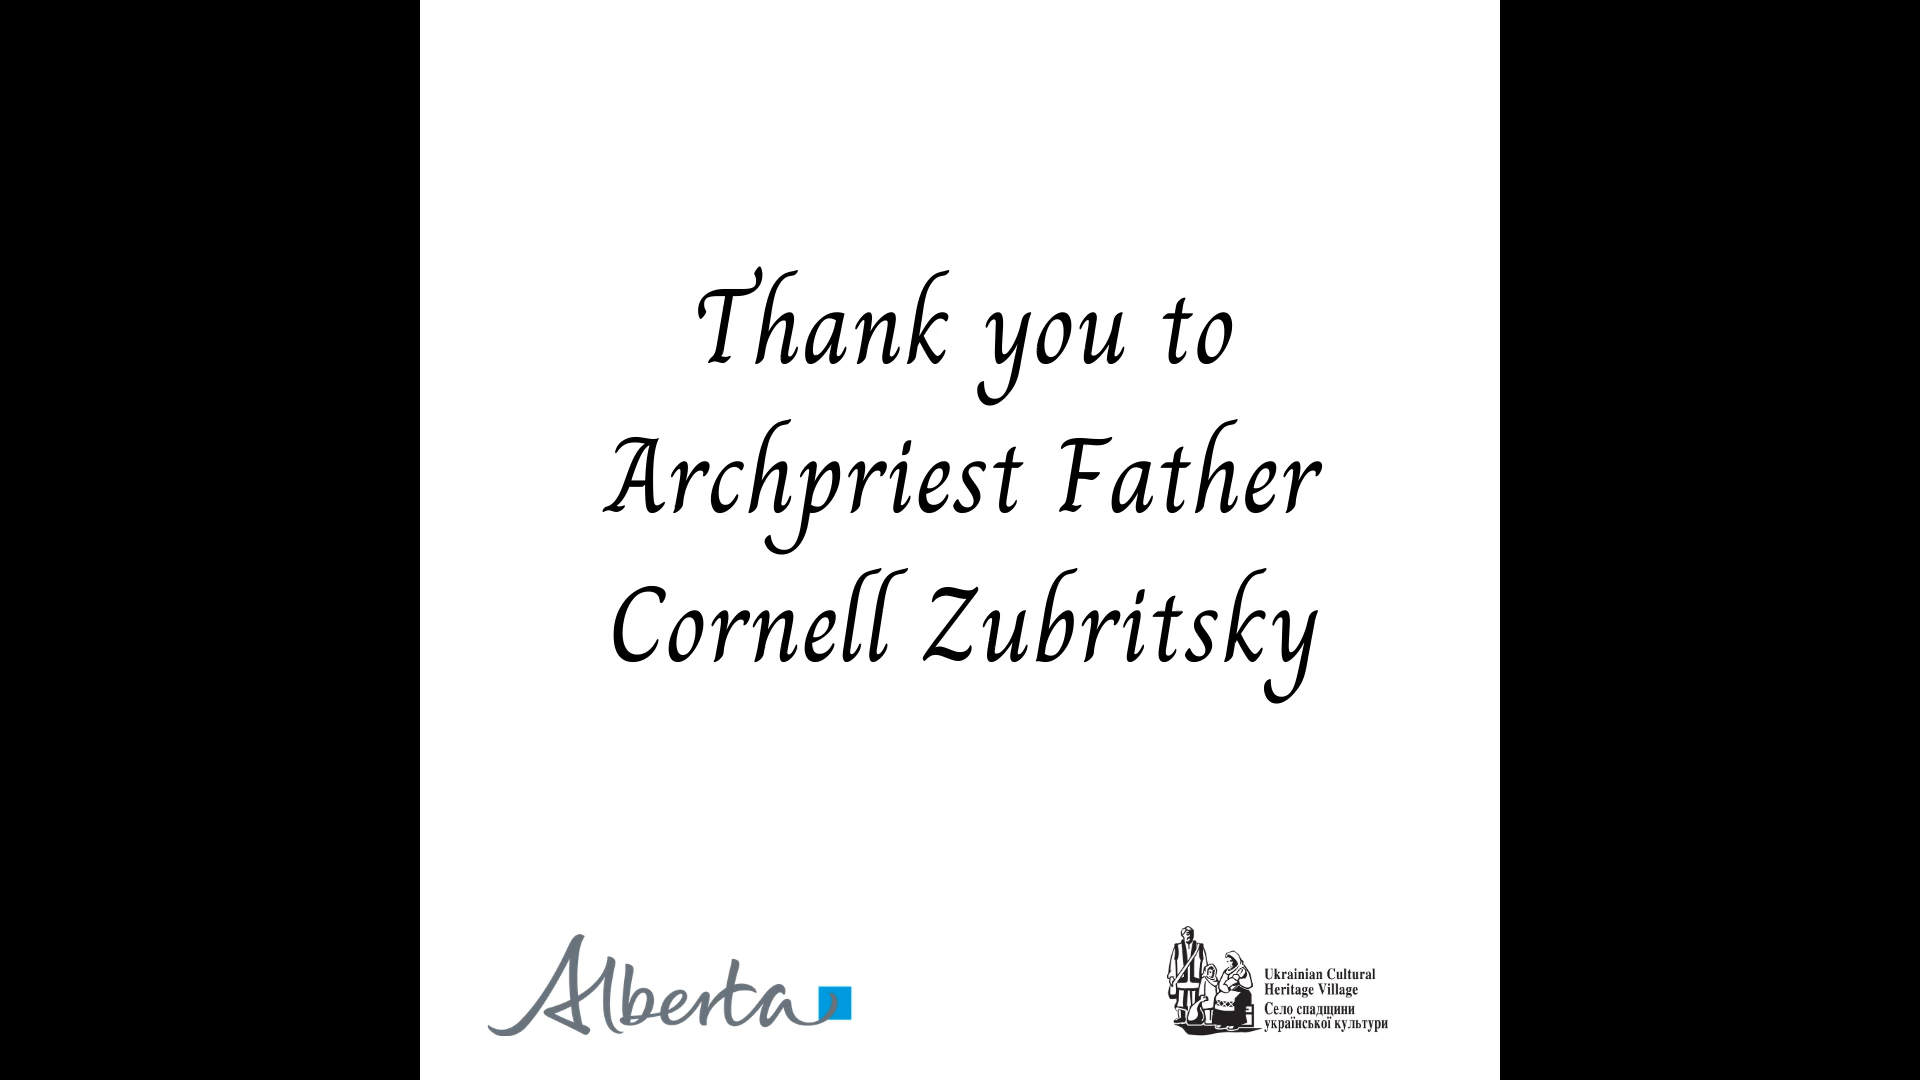 Thank you to
Archpriest Father
Cornell Zubritsky
Alberta
Ukrainian Cultural
Heritage Village
Село спадщини
української культури